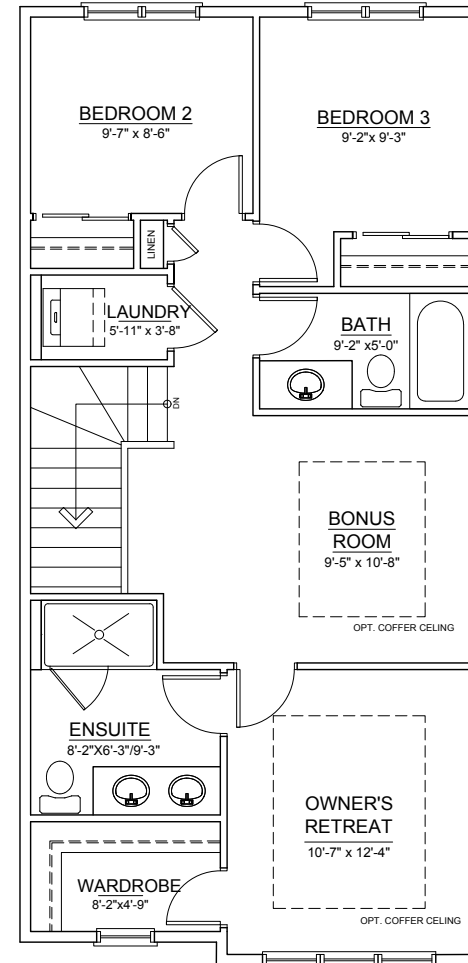 BEDROOM 2
9'-7" x 8'-6"
BEDROOM 3
9'-2"x 9'-3"
LINEN
LAUNDRY
5'-11" x 3'-8"
BATH
9'-2" x5'-0"
DN
BONUS
ROOM
9'-5" x 10'-8"
OPT. COFFER CELING
ENSUITE
8'-2"X6'-3"/9'-3"
OWNER'S
RETREAT
10'-7" x 12'-4"
WARDROBE
8'-2"x4'-9"
OPT. COFFER CELING